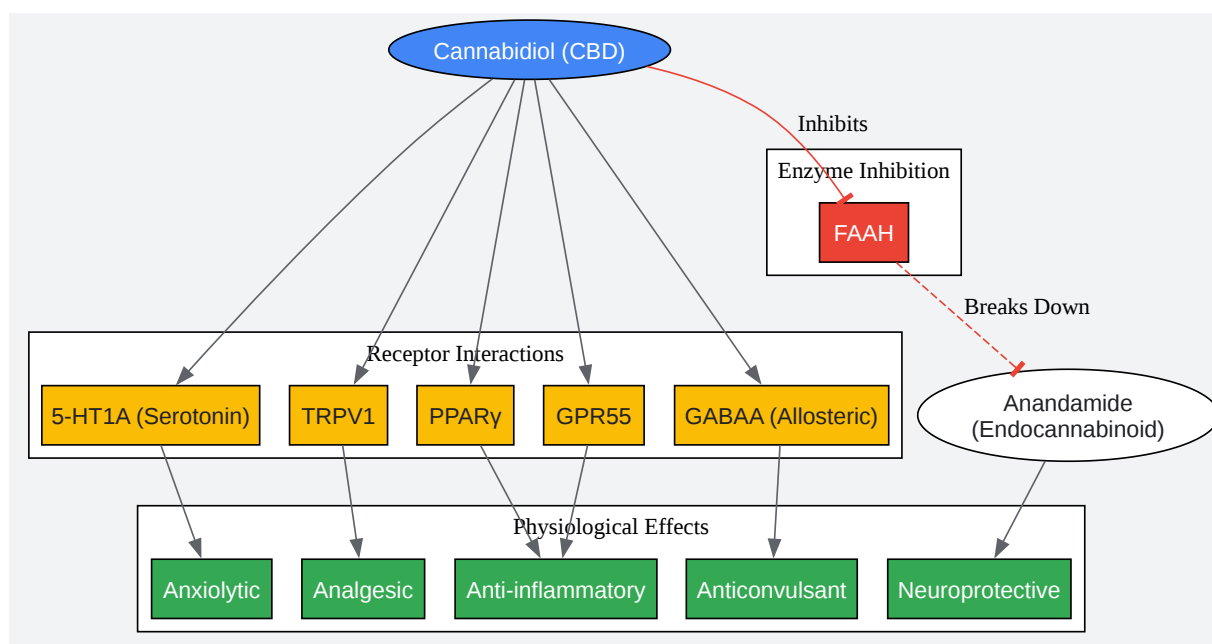 Cannabidiol (CBD)
Inhibits
Enzyme Inhibition
FAAH
Breaks Down
Receptor Interactions
5-HT1A (Serotonin)
TRPV1
PPARγ
GPR55
GABAA (Allosteric)
Anandamide
(Endocannabinoid)
Physiological Effects
Anxiolytic
Analgesic
Anti-inflammatory
Anticonvulsant
Neuroprotective